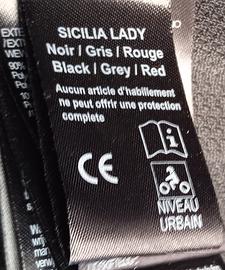 SICILIA LADY
Noir / Gris / Rouge
Black / Grey / Red
Aucun article d'habillement
ne peut offrir une protection
complete
CE
i
NIVEAU
URBAIN